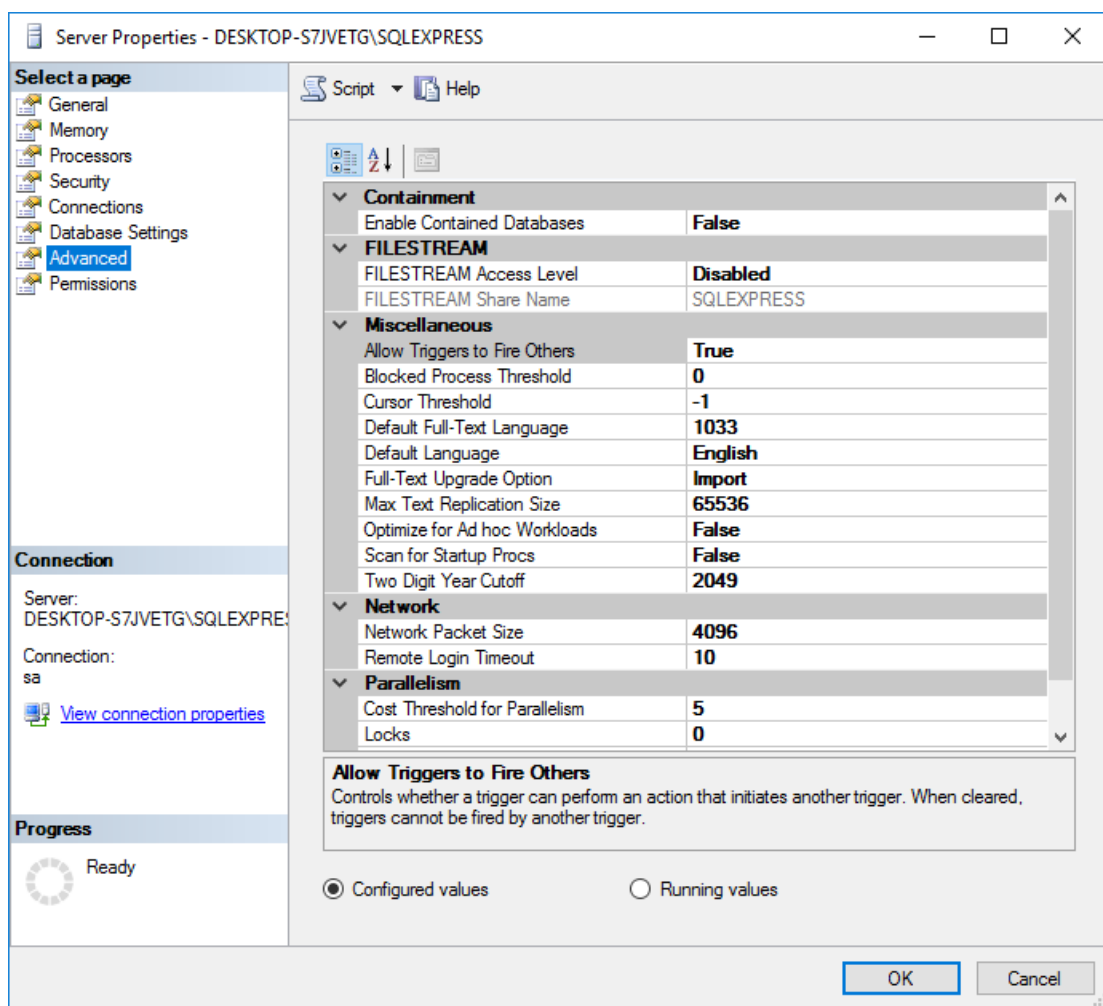 Server Properties - DESKTOP-S7JVETG\SQLEXPRESS
Select a page
General
Memory
Processors
Security
Connections
Database Settings
Advanced
Permissions
Connection
Server:
DESKTOP-S7JVETG\SQLEXPRES
Connection:
sa
View connection properties
Progress
Ready
Script Help
Containment
Enable Contained Databases False
FILESTREAM
FILESTREAM Access Level Disabled
FILESTREAM Share Name SQLEXPRESS
Miscellaneous
Allow Triggers to Fire Others True
Blocked Process Threshold 0
Cursor Threshold -1
Default Full-Text Language 1033
Default Language English
Full-Text Upgrade Option Import
Max Text Replication Size 65536
Optimize for Ad hoc Workloads False
Scan for Startup Procs False
Two Digit Year Cutoff 2049
Network
Network Packet Size 4096
Remote Login Timeout 10
Parallelism
Cost Threshold for Parallelism 5
Locks 0
Allow Triggers to Fire Others
Controls whether a trigger can perform an action that initiates another trigger. When cleared,
triggers cannot be fired by another trigger.
Configured values Running values
OK Cancel